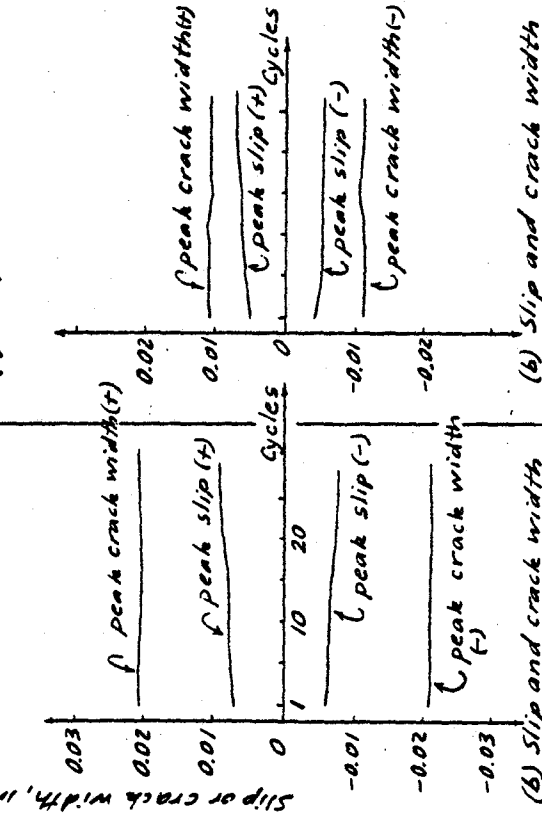 Slip or crack width, in
0.03
0.02
0.01
0
-0.01
-0.02
-0.03
peak crack width(+)
peak slip (+)
1
10
20
Cycles
peak slip (-)
peak crack width
(-)
(b) Slip and crack width
0.02
0.01
0
-0.01
-0.02
peak crack width(+)
peak slip (+)
Cycles
peak slip (-)
peak crack width(-)
(b) Slip and crack width